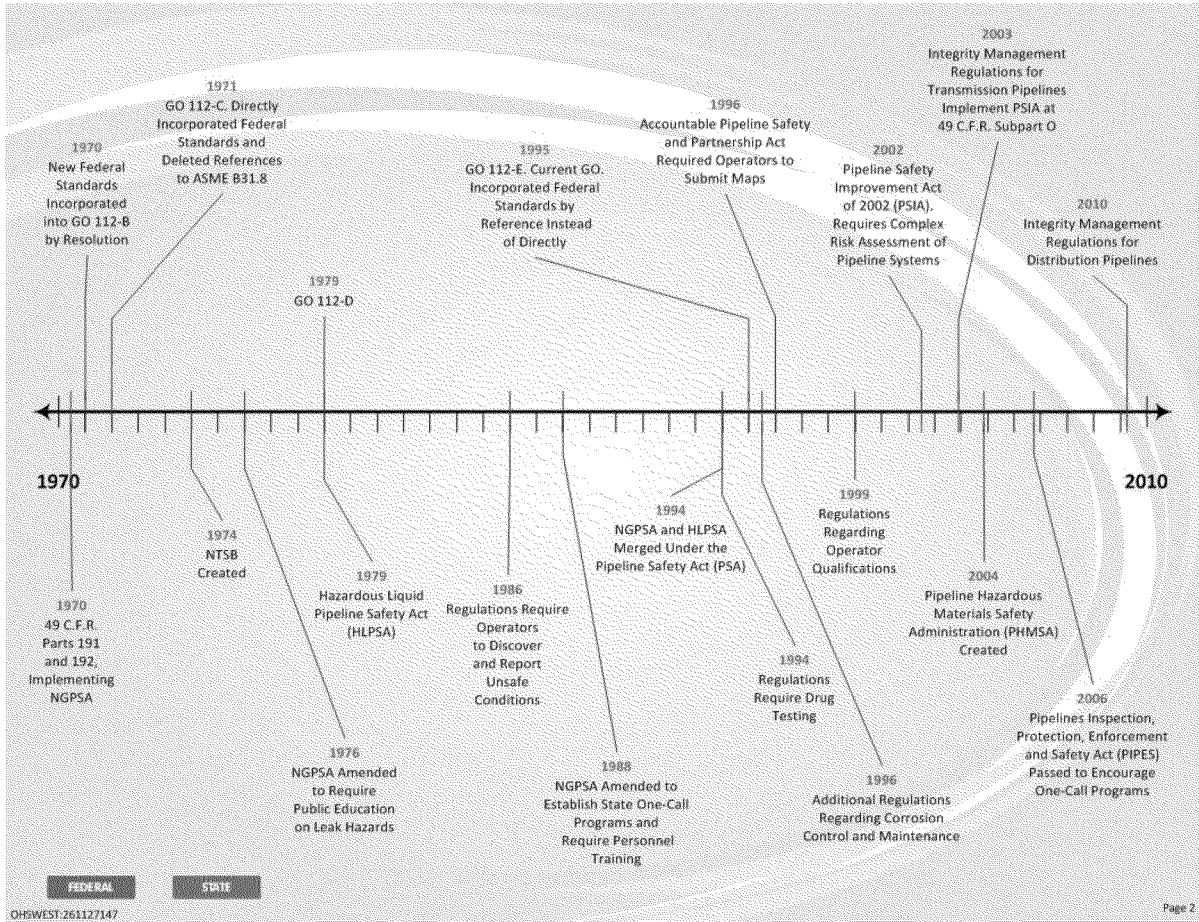 2003
Integrity Management
Regulations for
Transmission Pipelines
Implement PSIA at
49 C.F.R. Subpart O
1971
GO 112-C. Directly
Incorporated Federal
Standards and
Deleted References
to ASME B31.8
1996
Accountable Pipeline Safety
and Partnership Act
Required Operators to
Submit Maps
1970
New Federal
Standards
Incorporated
into GO 112-B
by Resolution
1995
GO 112-E. Current GO.
Incorporated Federal
Standards by
Reference Instead
of Directly
2002
Pipeline Safety
Improvement Act
of 2002 (PSIA).
Requires Complex
Risk Assessment of
Pipeline Systems
2010
Integrity Management
Regulations for
Distribution Pipelines
1979
GO 112-D
1970
2010
1970
49 C.F.R.
Parts 191
and 192,
Implementing
NGPSA
1974
NTSB
Created
1976
NGPSA Amended
to Require
Public Education
on Leak Hazards
1979
Hazardous Liquid
Pipeline Safety Act
(HLPSA)
1986
Regulations Require
Operators
to Discover
and Report
Unsafe
Conditions
1988
NGPSA Amended to
Establish State One-Call
Programs and
Require Personnel
Training
1994
NGPSA and HLPSA
Merged Under the
Pipeline Safety Act (PSA)
1994
Regulations
Require Drug
Testing
1996
Additional Regulations
Regarding Corrosion
Control and Maintenance
1999
Regulations
Regarding
Operator
Qualifications
2004
Pipeline Hazardous
Materials Safety
Administration (PHMSA)
Created
2006
Pipelines Inspection,
Protection, Enforcement
and Safety Act (PIPES)
Passed to Encourage
One-Call Programs
FEDERAL
STATE
OHSWEST:261127147
Page 2